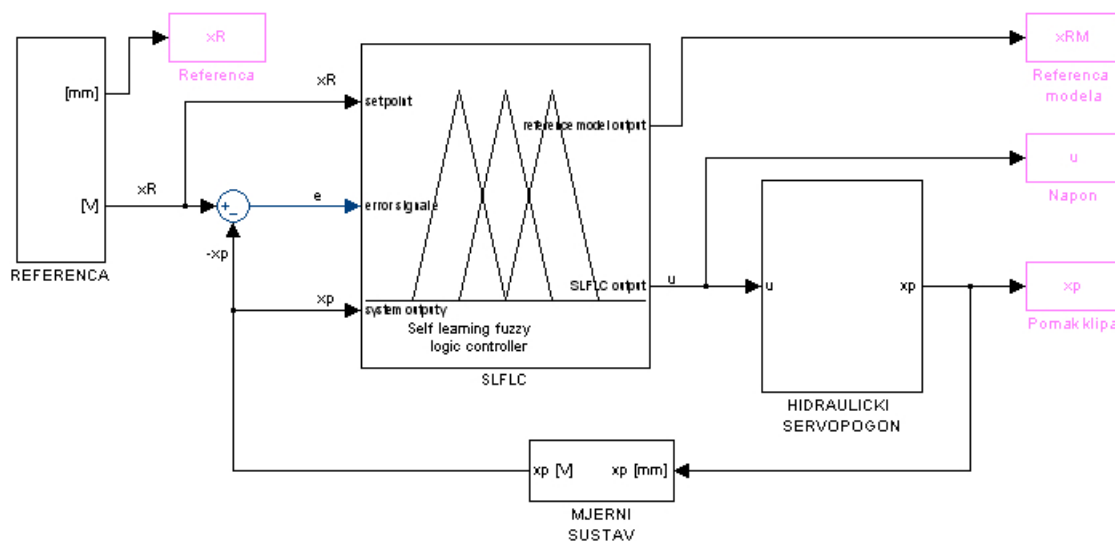 xR
Referenca
[mm]
[V]
xR
REFERENCA
xR
e
-xp
xp
setpoint
error signal e
system output y
reference model output
SLFLC output
Self learning fuzzy
logic controller
SLFLC
u
xRM
Referenca
modela
u
Napon
u
xp
HIDRAULICKI
SERVOPOGON
xp
Pomak klipa
xp [V]
xp [mm]
MJERNI
SUSTAV